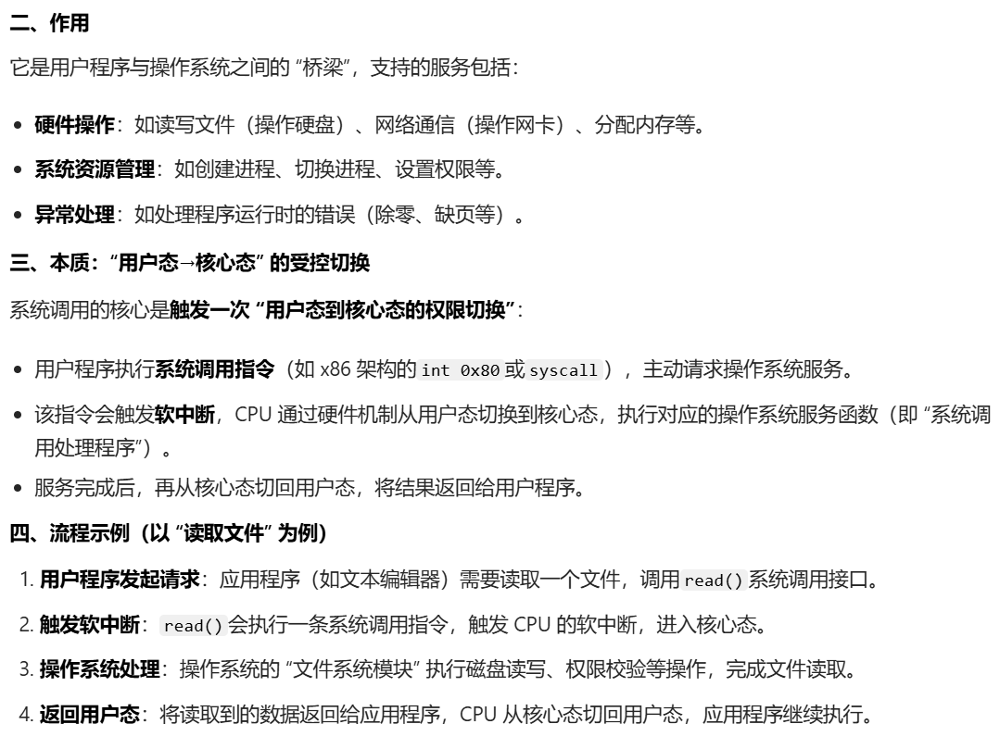 二、作用
它是用户程序与操作系统之间的 “桥梁”，支持的服务包括：
• 硬件操作：如读写文件（操作硬盘）、网络通信（操作网卡）、分配内存等。
• 系统资源管理：如创建进程、切换进程、设置权限等。
• 异常处理：如处理程序运行时的错误（除零、缺页等）。
三、本质：“用户态→核心态” 的受控切换
系统调用的核心是触发一次 “用户态到核心态的权限切换”：
• 用户程序执行系统调用指令（如 x86 架构的 int 0x80 或 syscall），主动请求操作系统服务。
• 该指令会触发软中断，CPU 通过硬件机制从用户态切换到核心态，执行对应的操作系统服务函数（即 “系统调
用处理程序”）。
• 服务完成后，再从核心态切回用户态，将结果返回给用户程序。
四、流程示例（以 “读取文件” 为例）
1. 用户程序发起请求：应用程序（如文本编辑器）需要读取一个文件，调用 read() 系统调用接口。
2. 触发软中断：read() 会执行一条系统调用指令，触发 CPU 的软中断，进入核心态。
3. 操作系统处理：操作系统的 “文件系统模块” 执行磁盘读写、权限校验等操作，完成文件读取。
4. 返回用户态：将读取到的数据返回给应用程序，CPU 从核心态切回用户态，应用程序继续执行。